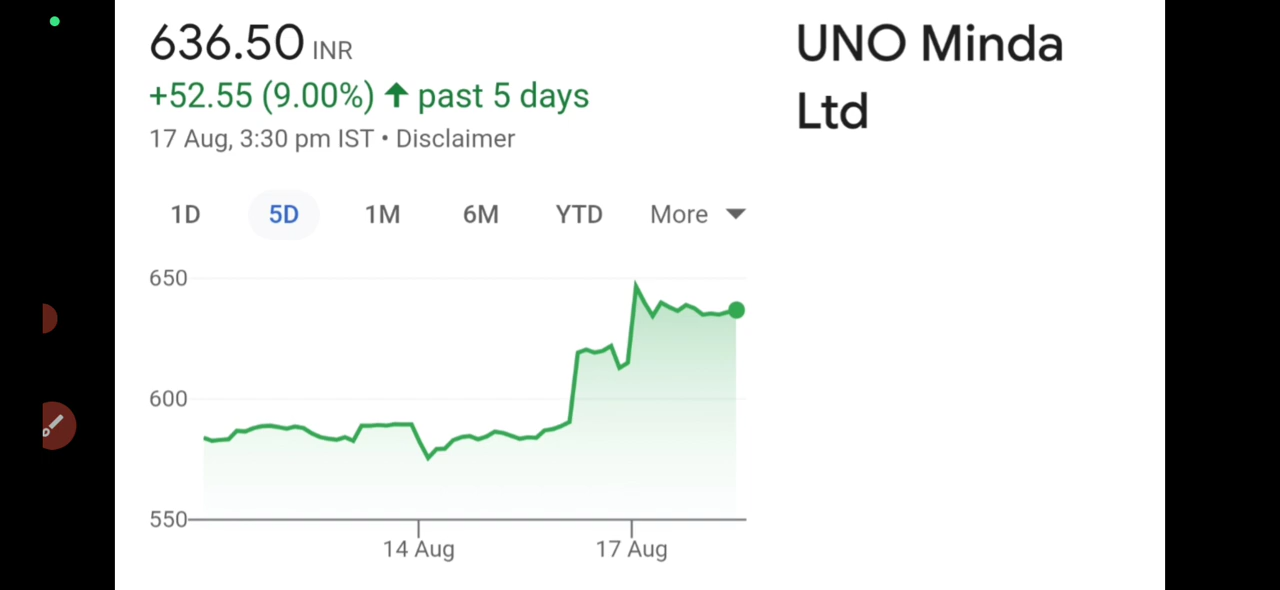 636.50 INR
+52.55 (9.00%) ↑ past 5 days
17 Aug, 3:30 pm IST • Disclaimer
UNO Minda
Ltd
1D 5D 1M 6M YTD More
650
600
550
14 Aug 17 Aug